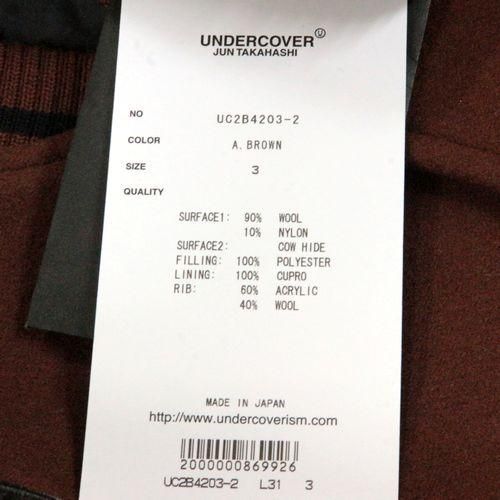 UNDERCOVER U
JUN TAKAHASHI
NO UC2B4203-2
COLOR A.BROWN
SIZE 3
QUALITY
SURFACE1: 90% WOOL
10% NYLON
SURFACE2: COW HIDE
FILLING: 100% POLYESTER
LINING: 100% CUPRO
RIB: 60% ACRYLIC
40% WOOL
MADE IN JAPAN
http://www.undercoverism.com/
2000000869926
UC2B4203-2 L31 3